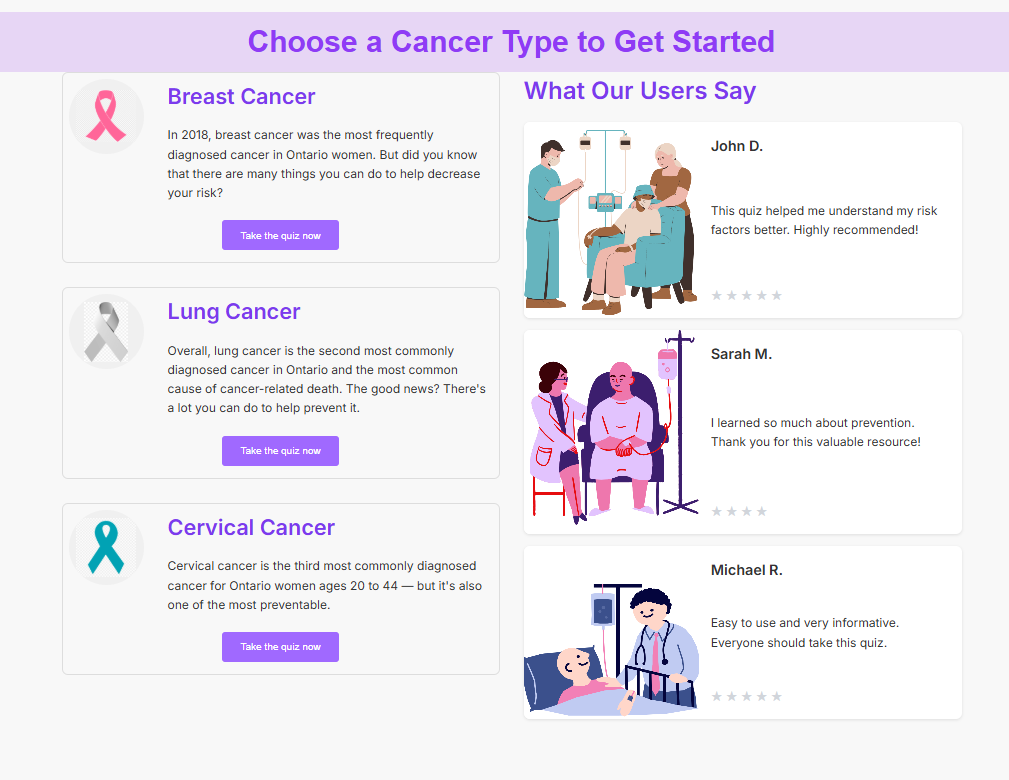 Choose a Cancer Type to Get Started
Breast Cancer
In 2018, breast cancer was the most frequently
diagnosed cancer in Ontario women. But did you know
that there are many things you can do to help decrease
your risk?
Take the quiz now
Lung Cancer
Overall, lung cancer is the second most commonly
diagnosed cancer in Ontario and the most common
cause of cancer-related death. The good news? There's
a lot you can do to help prevent it.
Take the quiz now
Cervical Cancer
Cervical cancer is the third most commonly diagnosed
cancer for Ontario women ages 20 to 44 — but it's also
one of the most preventable.
Take the quiz now
What Our Users Say
John D.
This quiz helped me understand my risk
factors better. Highly recommended!
★ ★ ★ ★ ★
Sarah M.
I learned so much about prevention.
Thank you for this valuable resource!
★ ★ ★ ★
Michael R.
Easy to use and very informative.
Everyone should take this quiz.
★ ★ ★ ★ ★